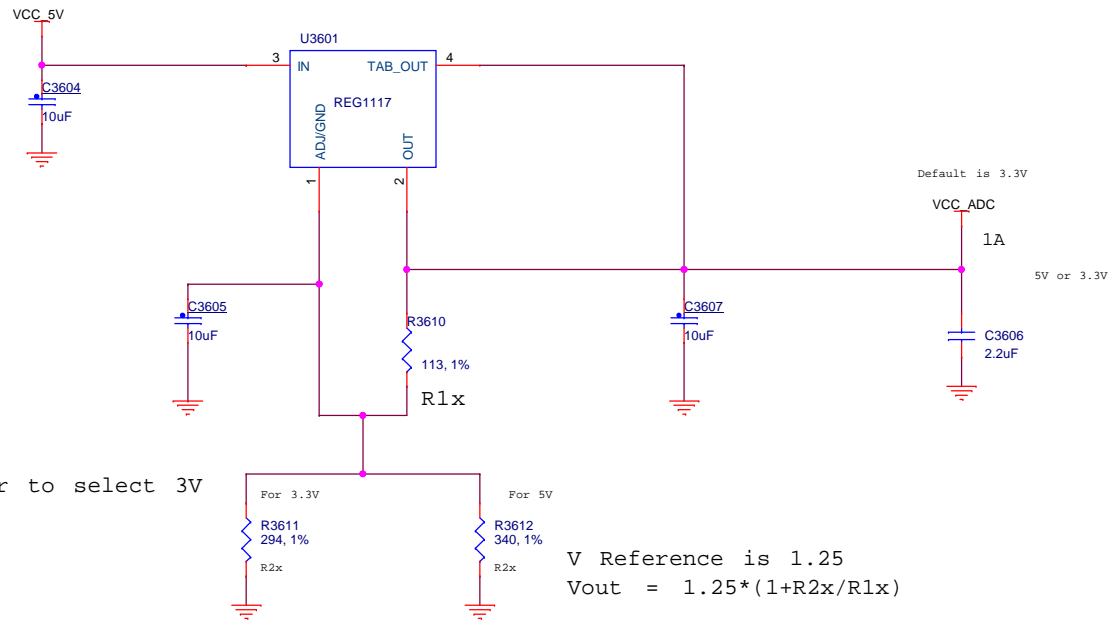 VCC_5V
U3601
3
IN
TAB_OUT
4
C3604
10uF
REG1117
ADJ/GND
OUT
1
2
Default is 3.3V
VCC_ADC
1A
5V or 3.3V
C3605
10uF
R3610
113, 1%
R1x
C3607
10uF
C3606
2.2uF
to select 3V
For 3.3V
For 5V
R3611
294, 1%
R2x
R3612
340, 1%
R2x
V Reference is 1.25
Vout = 1.25*(1+R2x/R1x)